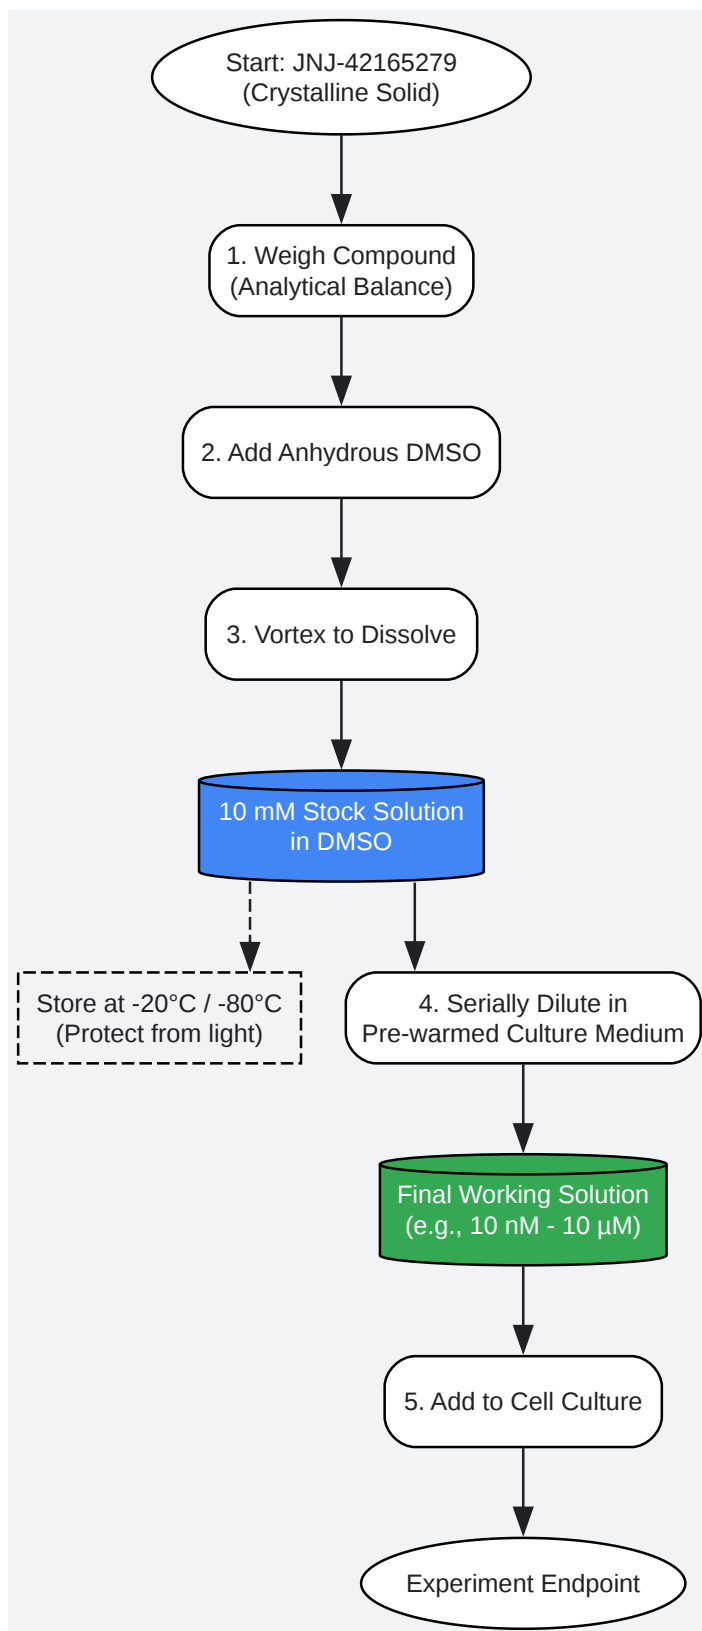 Start: JNJ-42165279
(Crystalline Solid)
1. Weigh Compound
(Analytical Balance)
2. Add Anhydrous DMSO
3. Vortex to Dissolve
10 mM Stock Solution
in DMSO
Store at -20°C / -80°C
(Protect from light)
4. Serially Dilute in
Pre-warmed Culture Medium
Final Working Solution
(e.g., 10 nM - 10 µM)
5. Add to Cell Culture
Experiment Endpoint